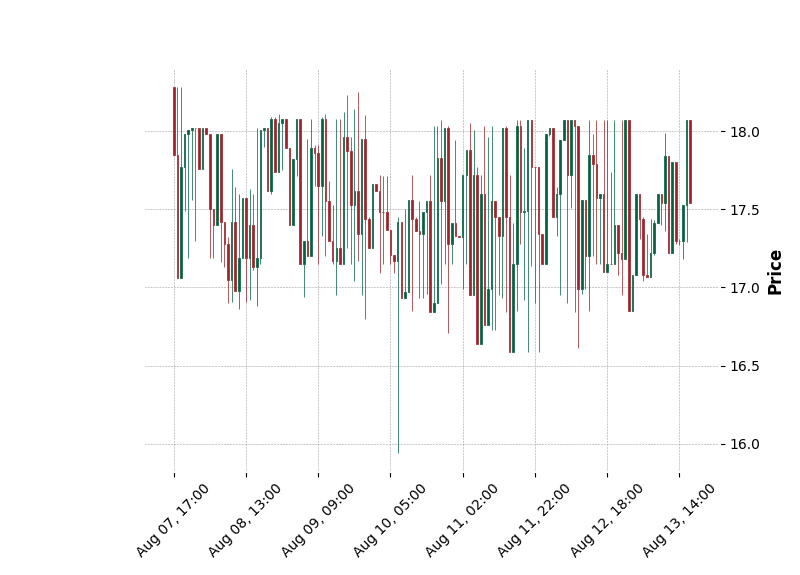 18.0
17.5
17.0
16.5
16.0
Price
Aug 07, 17:00
Aug 08, 13:00
Aug 09, 09:00
Aug 10, 05:00
Aug 11, 02:00
Aug 11, 22:00
Aug 12, 18:00
Aug 13, 14:00